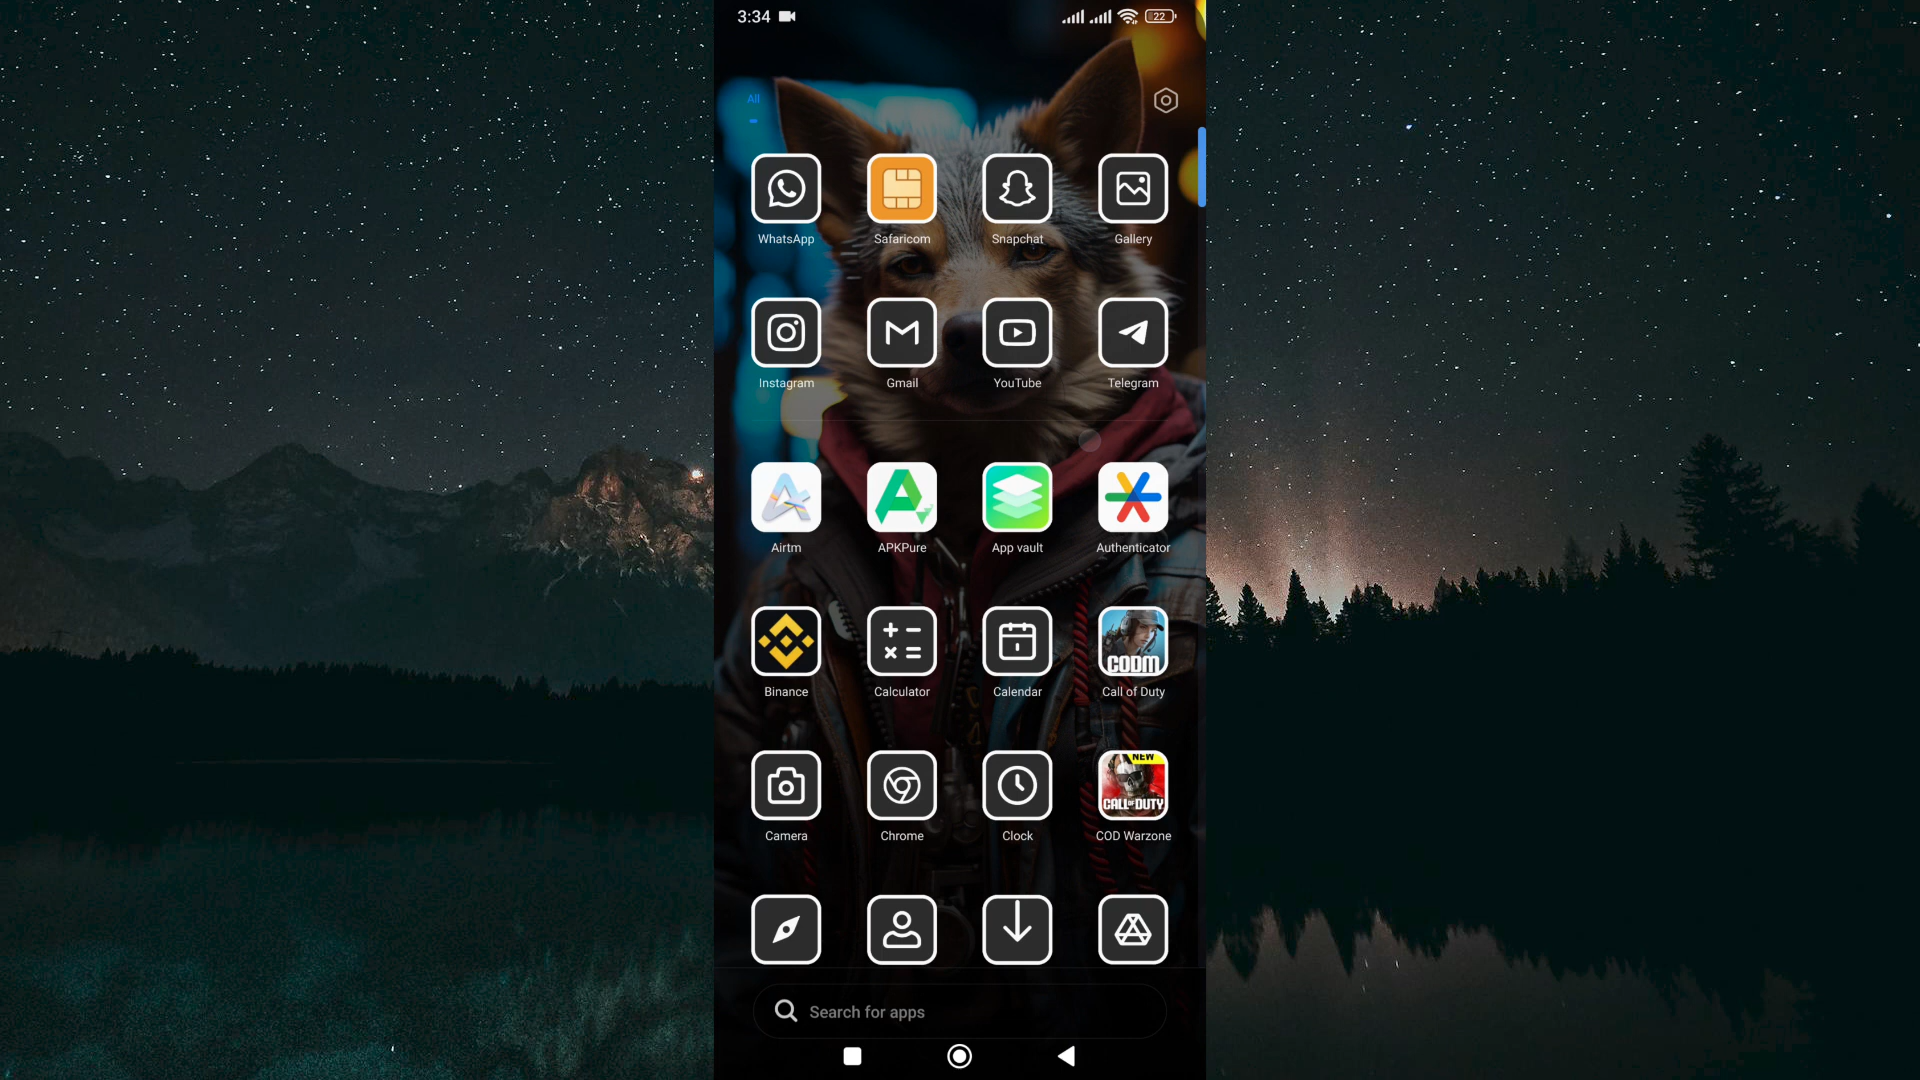 3:34
22
All
WhatsApp Safaricom Snapchat Gallery
Instagram Gmail YouTube Telegram
Airtm APKPure App vault Authenticator
CODM
Binance Calculator Calendar Call of Duty
NEW
CALL OF DUTY
Camera Chrome Clock COD Warzone
Search for apps